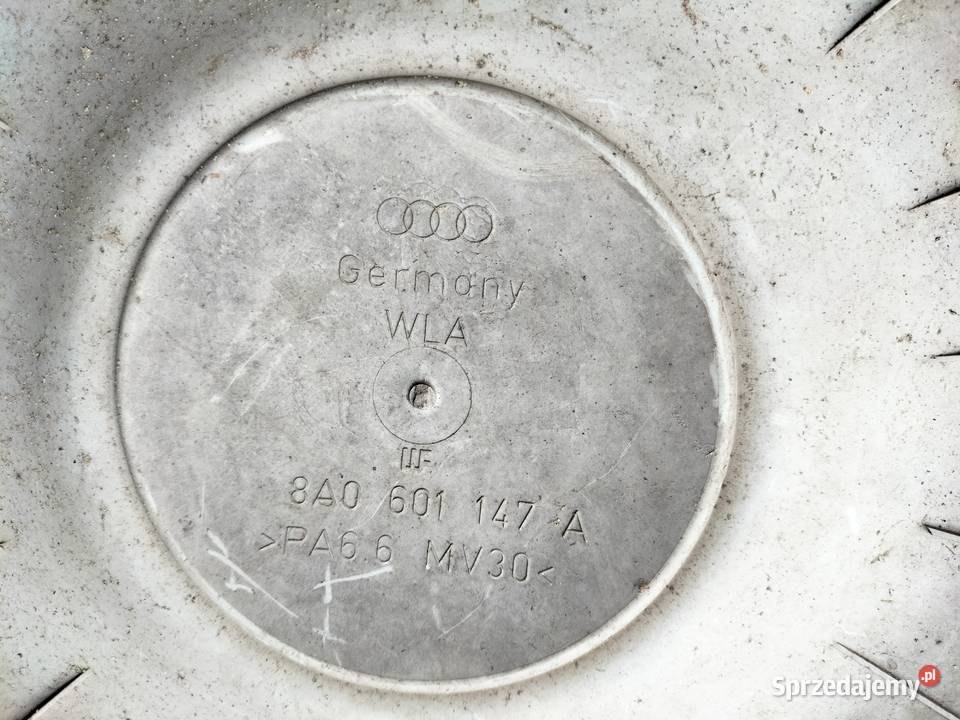 Germany
WLA
8A0 601 147 A
>PA6.6 MV30<
Sprzedajemy.pl